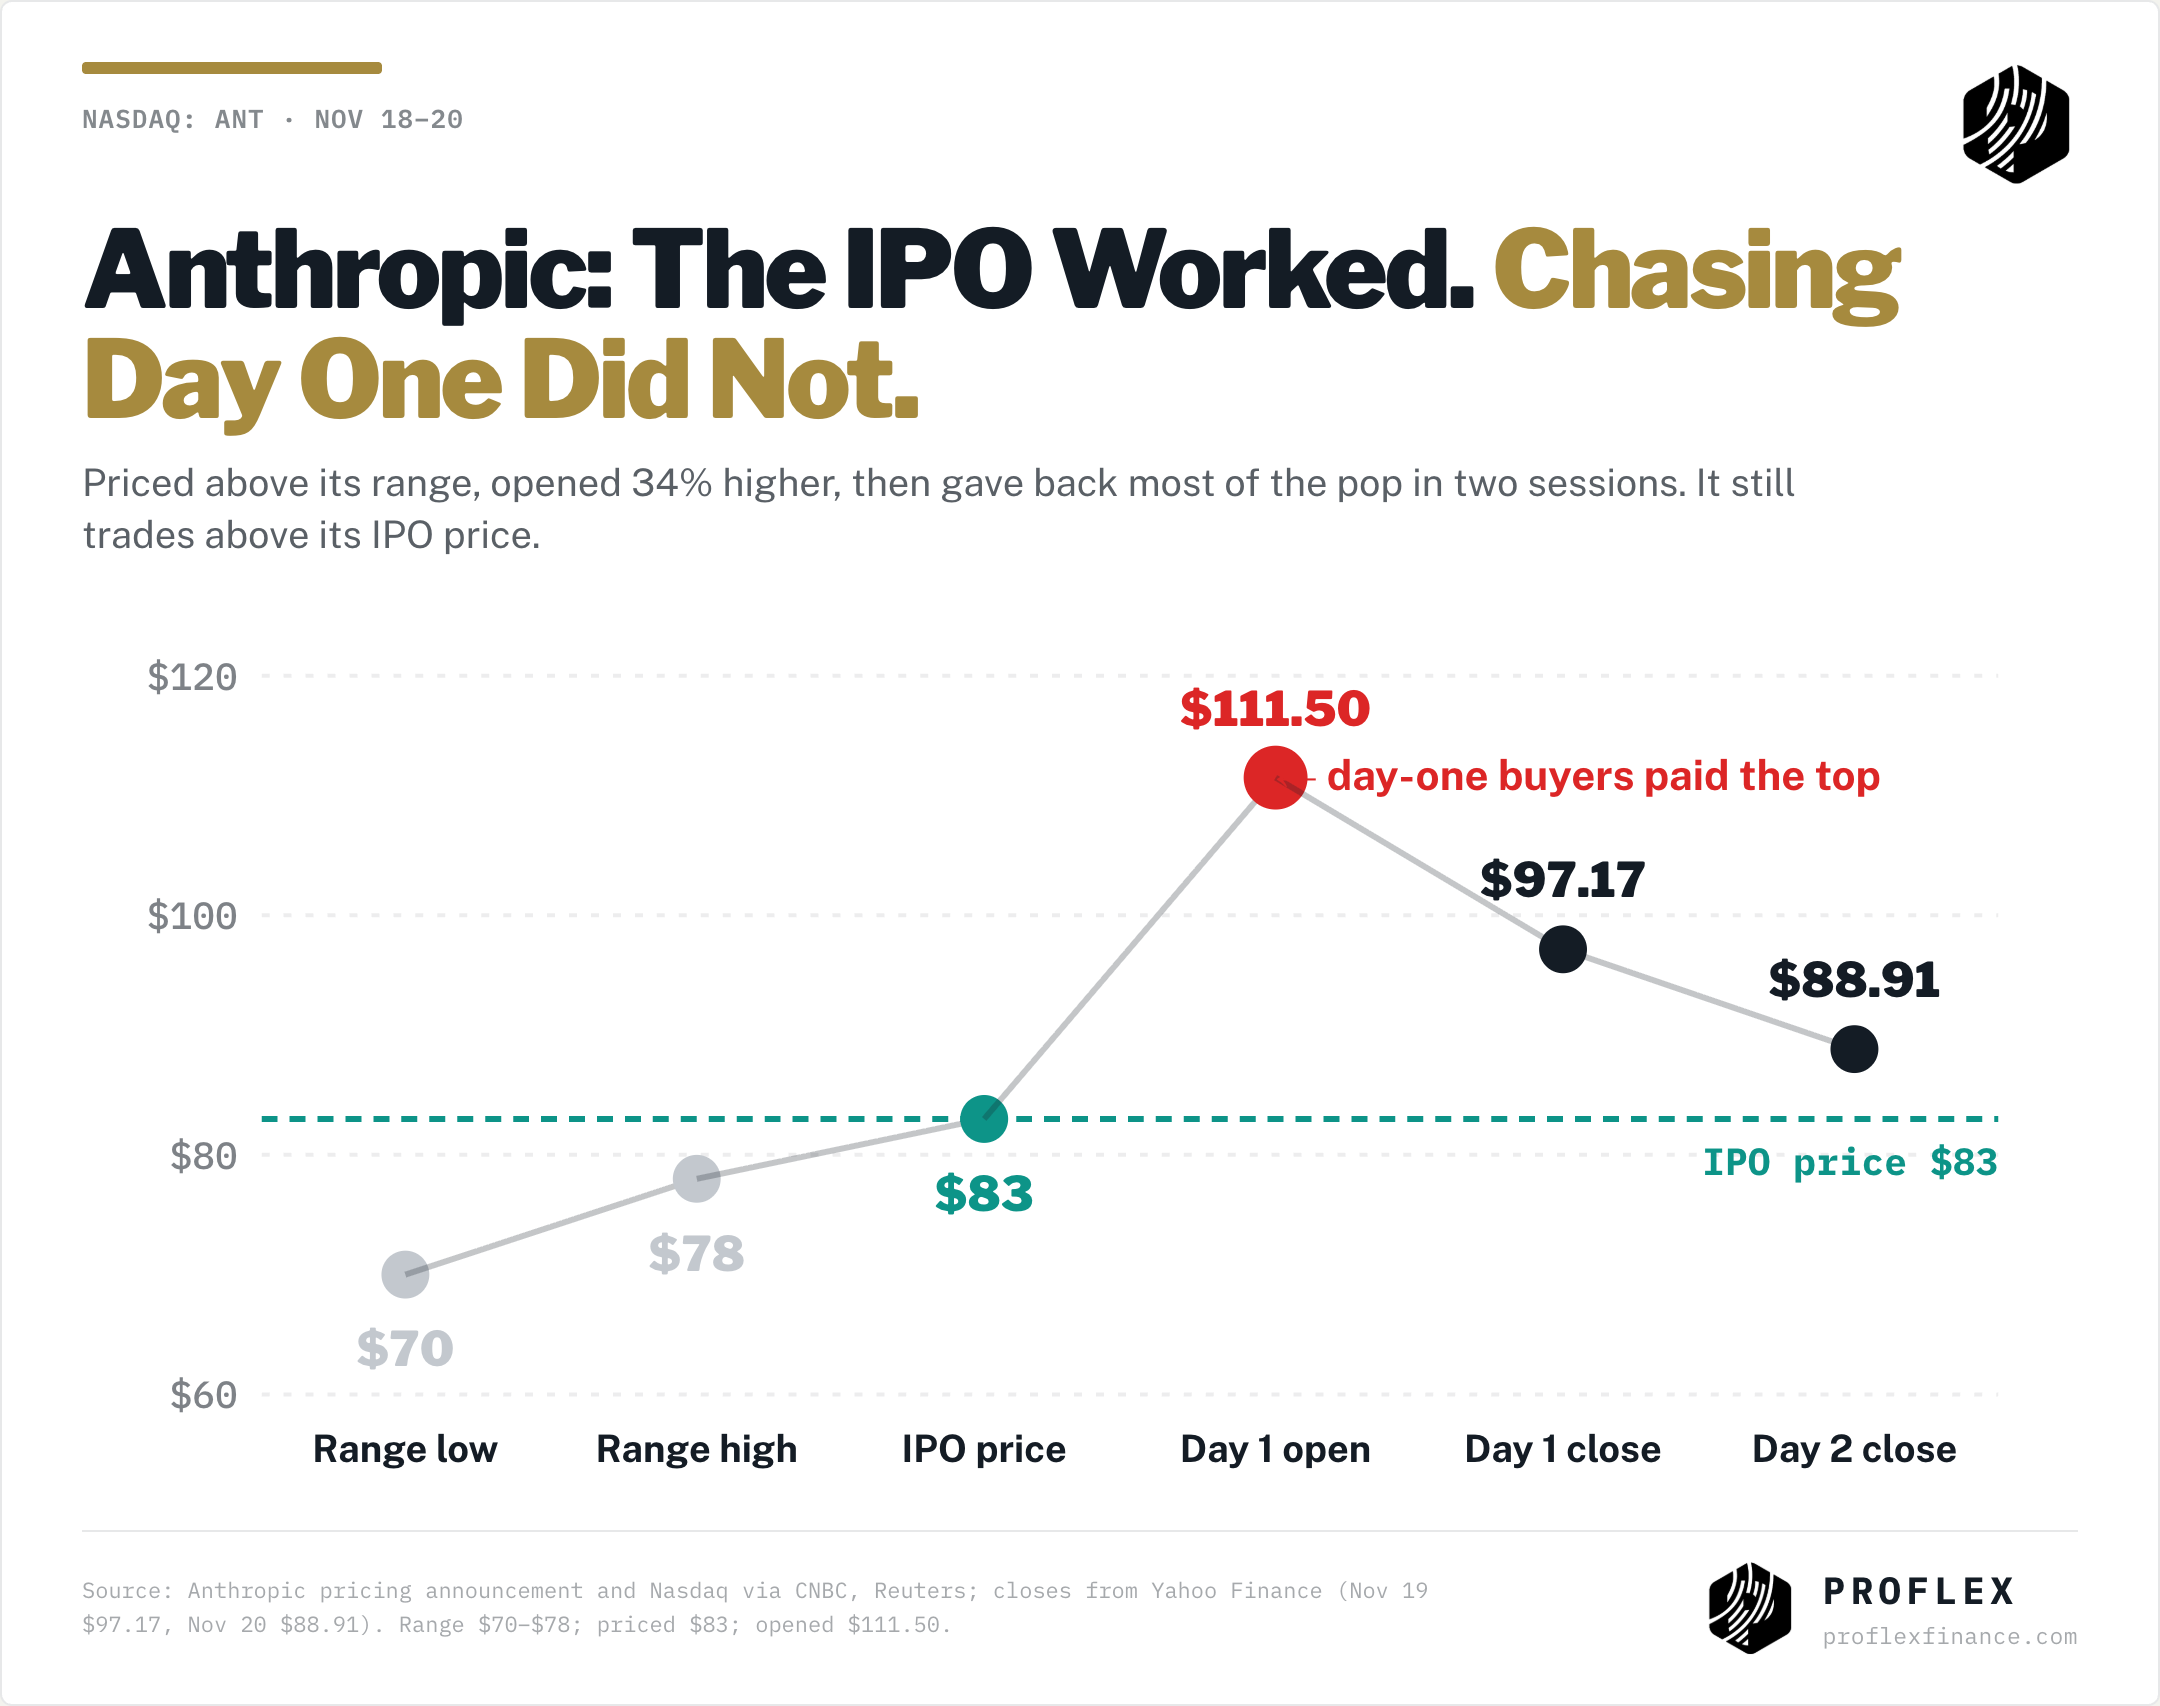 NASDAQ: ANT · NOV 18–20
Anthropic: The IPO Worked. Chasing
Day One Did Not.
Priced above its range, opened 34% higher, then gave back most of the pop in two sessions. It still
trades above its IPO price.
$120
$111.50
day-one buyers paid the top
$97.17
$100
$88.91
$80
IPO price $83
$83
$78
$70
$60
Range low Range high IPO price Day 1 open Day 1 close Day 2 close
Source: Anthropic pricing announcement and Nasdaq via CNBC, Reuters; closes from Yahoo Finance (Nov 19
$97.17, Nov 20 $88.91). Range $70–$78; priced $83; opened $111.50.
PROFLEX
proflexfinance.com